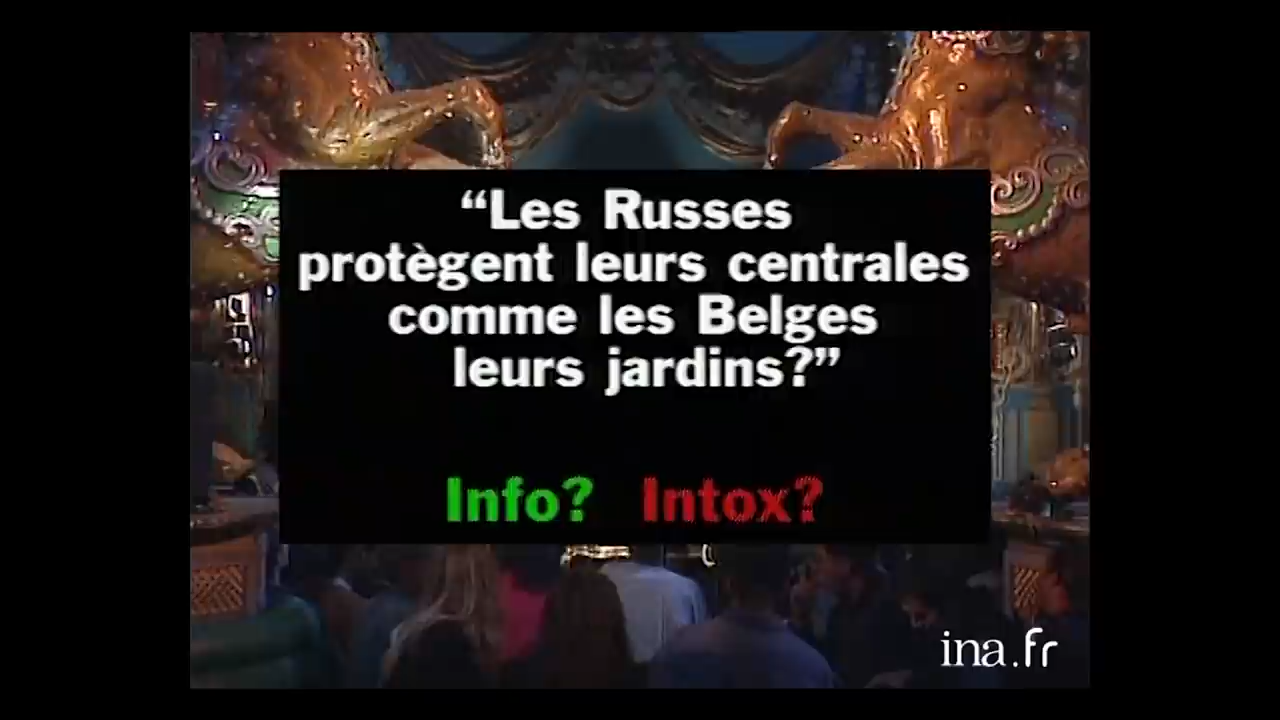 “Les Russes
protègent leurs centrales
comme les Belges
leurs jardins?”
Info? Intox?
ina.fr